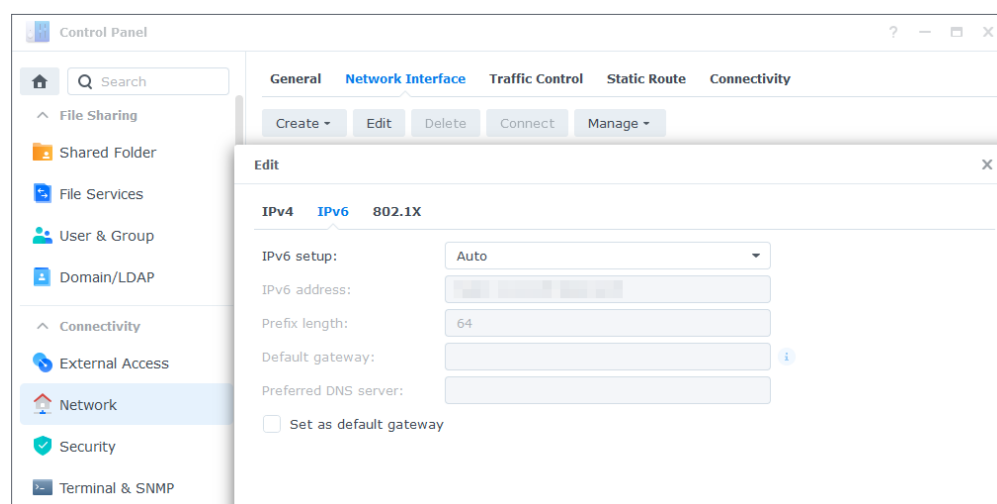 Control Panel
?
Search
General Network Interface Traffic Control Static Route Connectivity
File Sharing
Create Edit Delete Connect Manage
Shared Folder
Edit
File Services
IPv4 IPv6 802.1X
User & Group
IPv6 setup: Auto
Domain/LDAP
IPv6 address:
Prefix length: 64
Connectivity
Default gateway: i
External Access
Preferred DNS server:
Network
Set as default gateway
Security
Terminal & SNMP